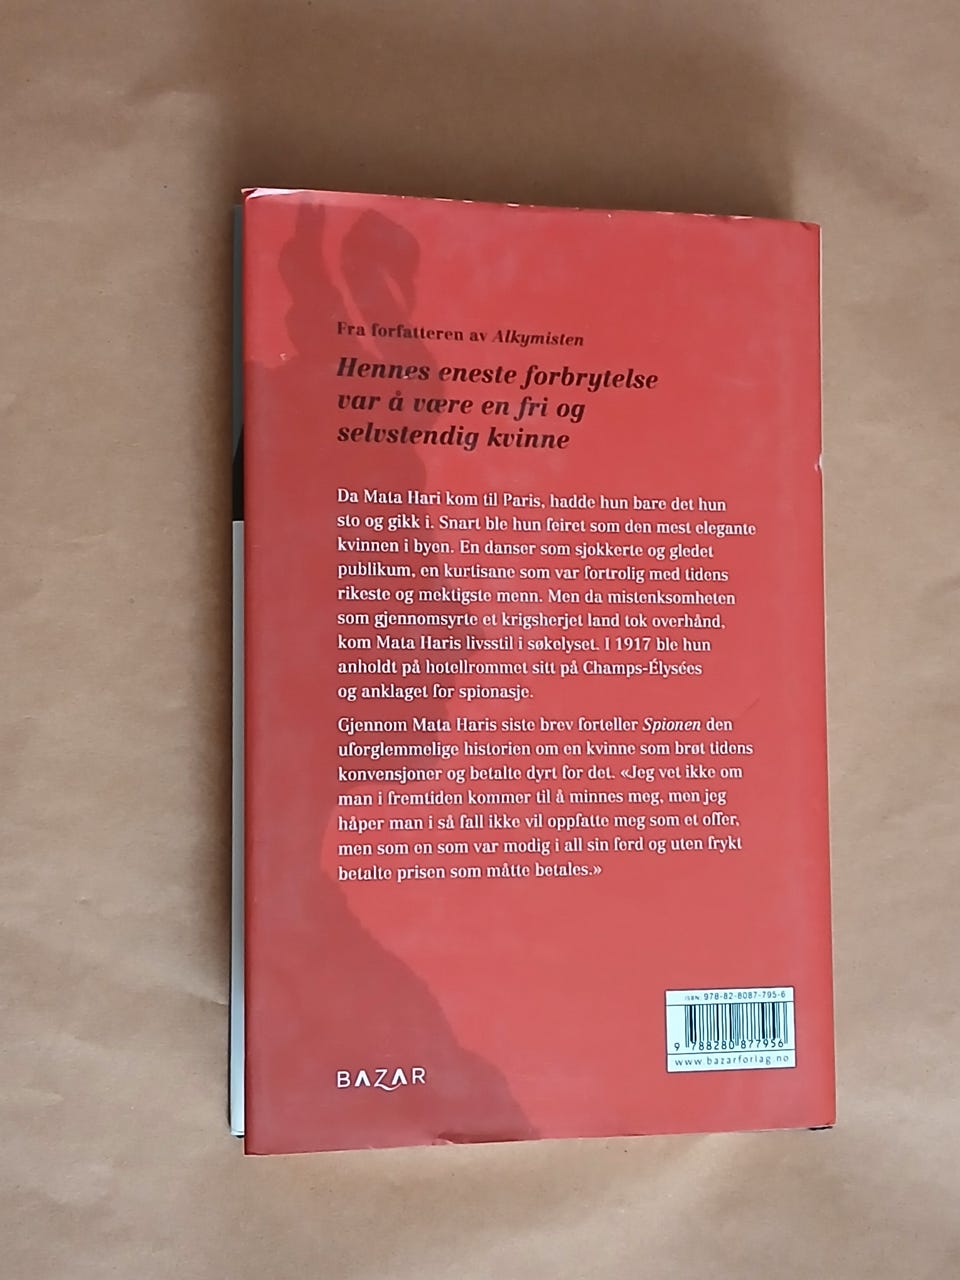 Fra forfatteren av Alkymisten
Hennes eneste forbrytelse
var å være en fri og
selvstendig kvinne
Da Mata Hari kom til Paris, hadde hun bare det hun
sto og gikk i. Snart ble hun feiret som den mest elegante
kvinnen i byen. En danser som sjokkerte og gledet
publikum, en kurtisane som var fortrolig med tidens
rikeste og mektigste menn. Men da mistenksomheten
som gjennomsyrte et krigsherjet land tok overhånd,
kom Mata Haris livsstil i søkelyset. I 1917 ble hun
anholdt på hotellrommet sitt på Champs-Élysées
og anklaget for spionasje.
Gjennom Mata Haris siste brev forteller Spionen den
uforglemmelige historien om en kvinne som brøt tidens
konvensjoner og betalte dyrt for det. «Jeg vet ikke om
man i fremtiden kommer til å minnes meg, men jeg
håper man i så fall ikke vil oppfatte meg som et offer,
men som en som var modig i all sin ferd og uten frykt
betalte prisen som måtte betales.»
ISBN 978-82-8087-795-6
9 788280 877956
www.bazarforlag.no
BAZAR